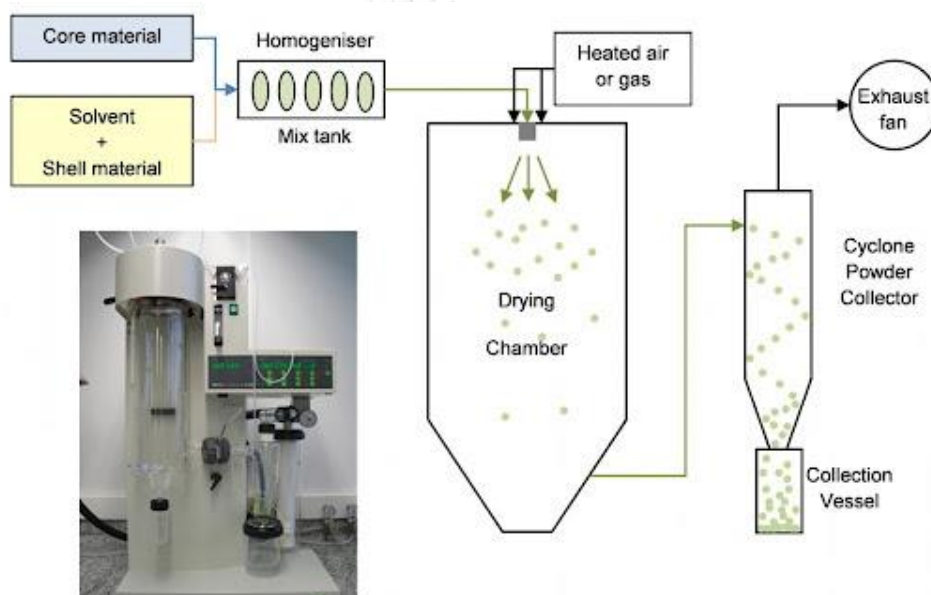 Core material
Solvent
+
Shell material
Homogeniser
Mix tank
Heated air
or gas
Exhaust
fan
Drying
Chamber
Cyclone
Powder
Collector
Collection
Vessel